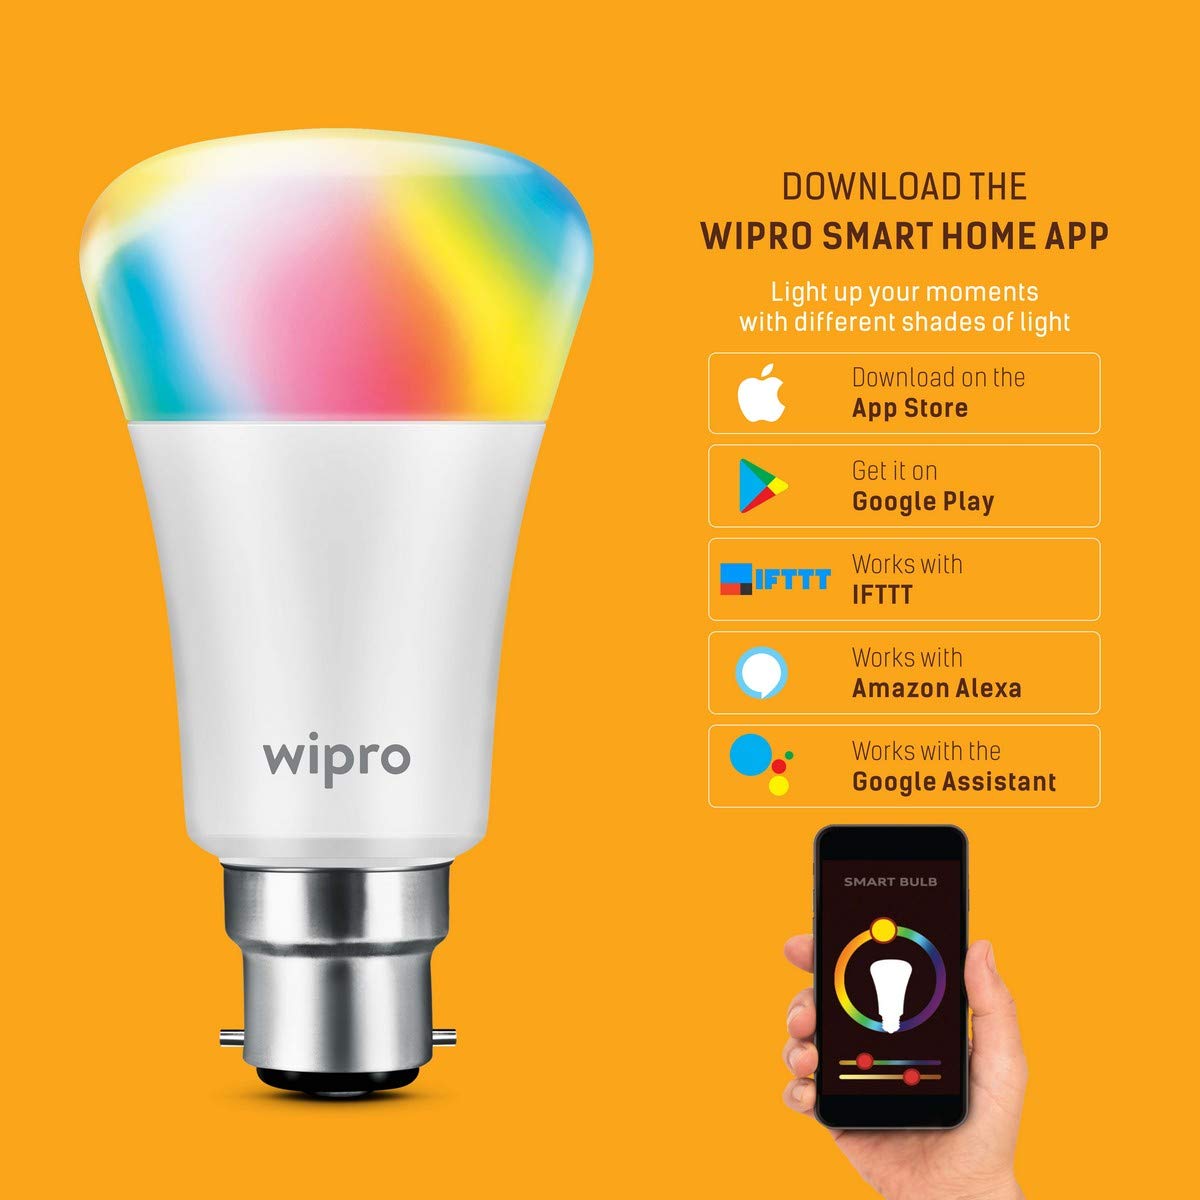 DOWNLOAD THE
WIPRO SMART HOME APP
Light up your moments
with different shades of light
Download on the
App Store
Get it on
Google Play
IFTTT
Works with
IFTTT
Works with
Amazon Alexa
Works with the
Google Assistant
wipro
SMART BULB